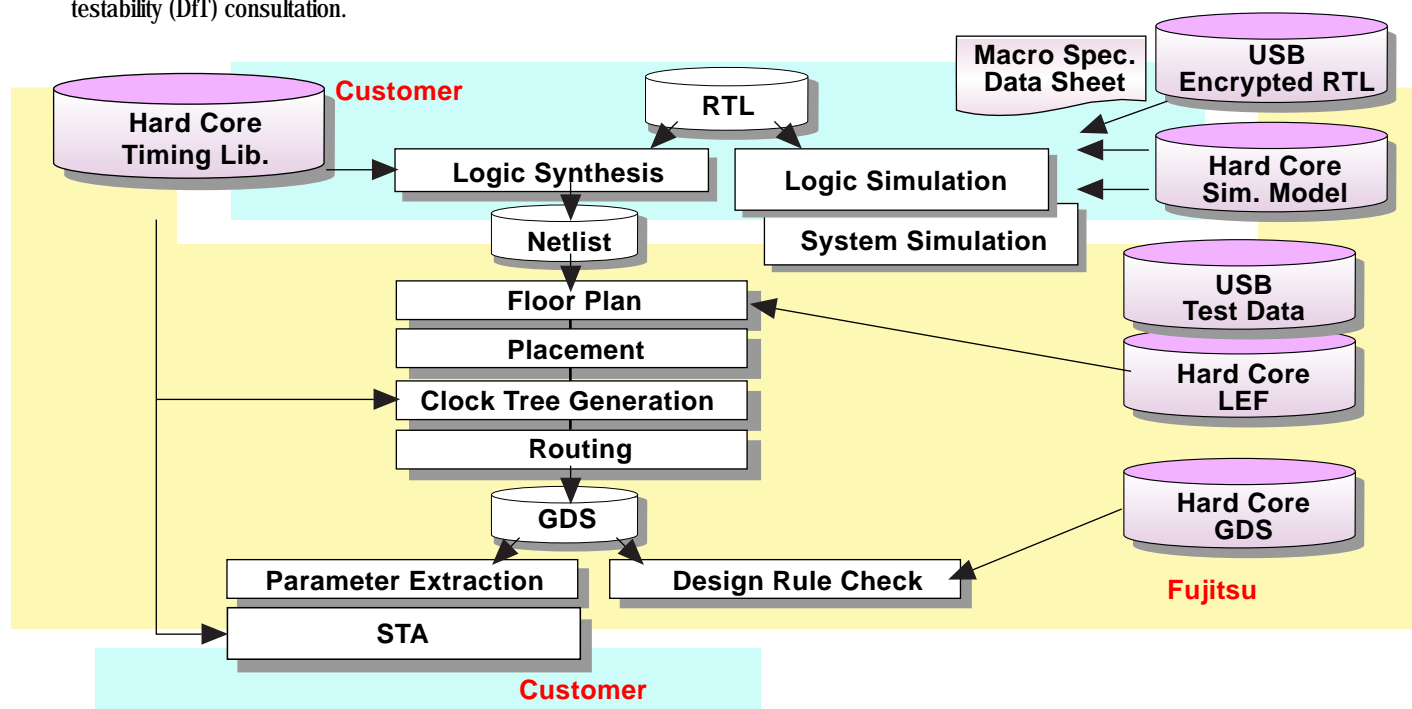 testability (DfT) consultation.
Customer
Hard Core
Timing Lib.
RTL
Macro Spec.
Data Sheet
USB
Encrypted RTL
Logic Synthesis
Logic Simulation
Hard Core
Sim. Model
Netlist
System Simulation
Floor Plan
USB
Test Data
Placement
Hard Core
LEF
Clock Tree Generation
Routing
GDS
Hard Core
GDS
Parameter Extraction
Design Rule Check
Fujitsu
STA
Customer